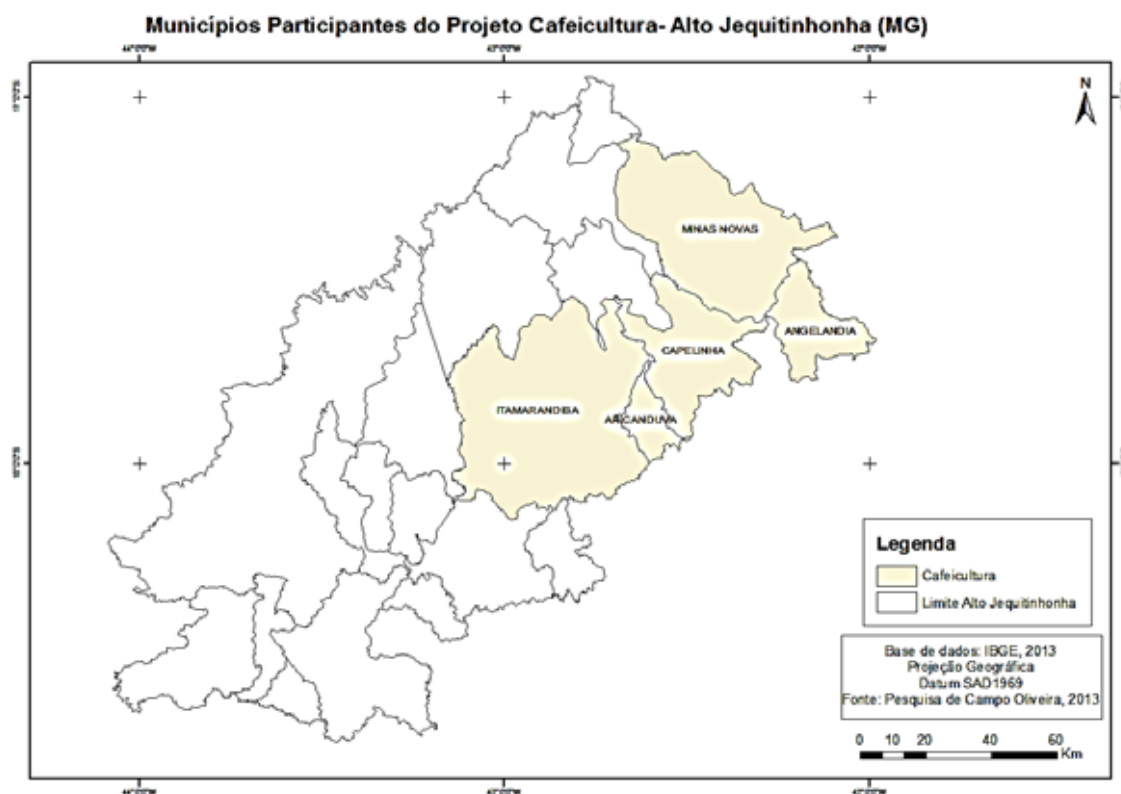 Municípios Participantes do Projeto Cafeicultura- Alto Jequitinhonha (MG)
N
MINAS NOVAS
ANGELANDIA
CAPELINHA
ITAMARANDIBA
Legenda
Cafeicultura
Limite Alto Jequitinhonha
Base de dados: IBGE, 2013
Projeção Geográfica
Datum SAD1969
Fonte: Pesquisa de Campo Oliveira, 2013
0 10 20 40 60
Km